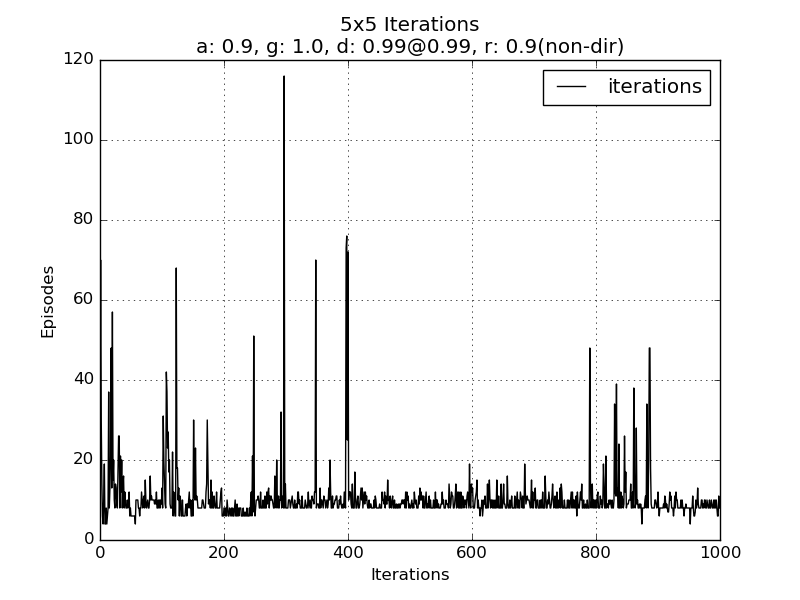 5x5 Iterations
a: 0.9, g: 1.0, d: 0.99@0.99, r: 0.9(non-dir)
iterations
120
100
80
60
40
20
0
Episodes
0 200 400 600 800 1000
Iterations